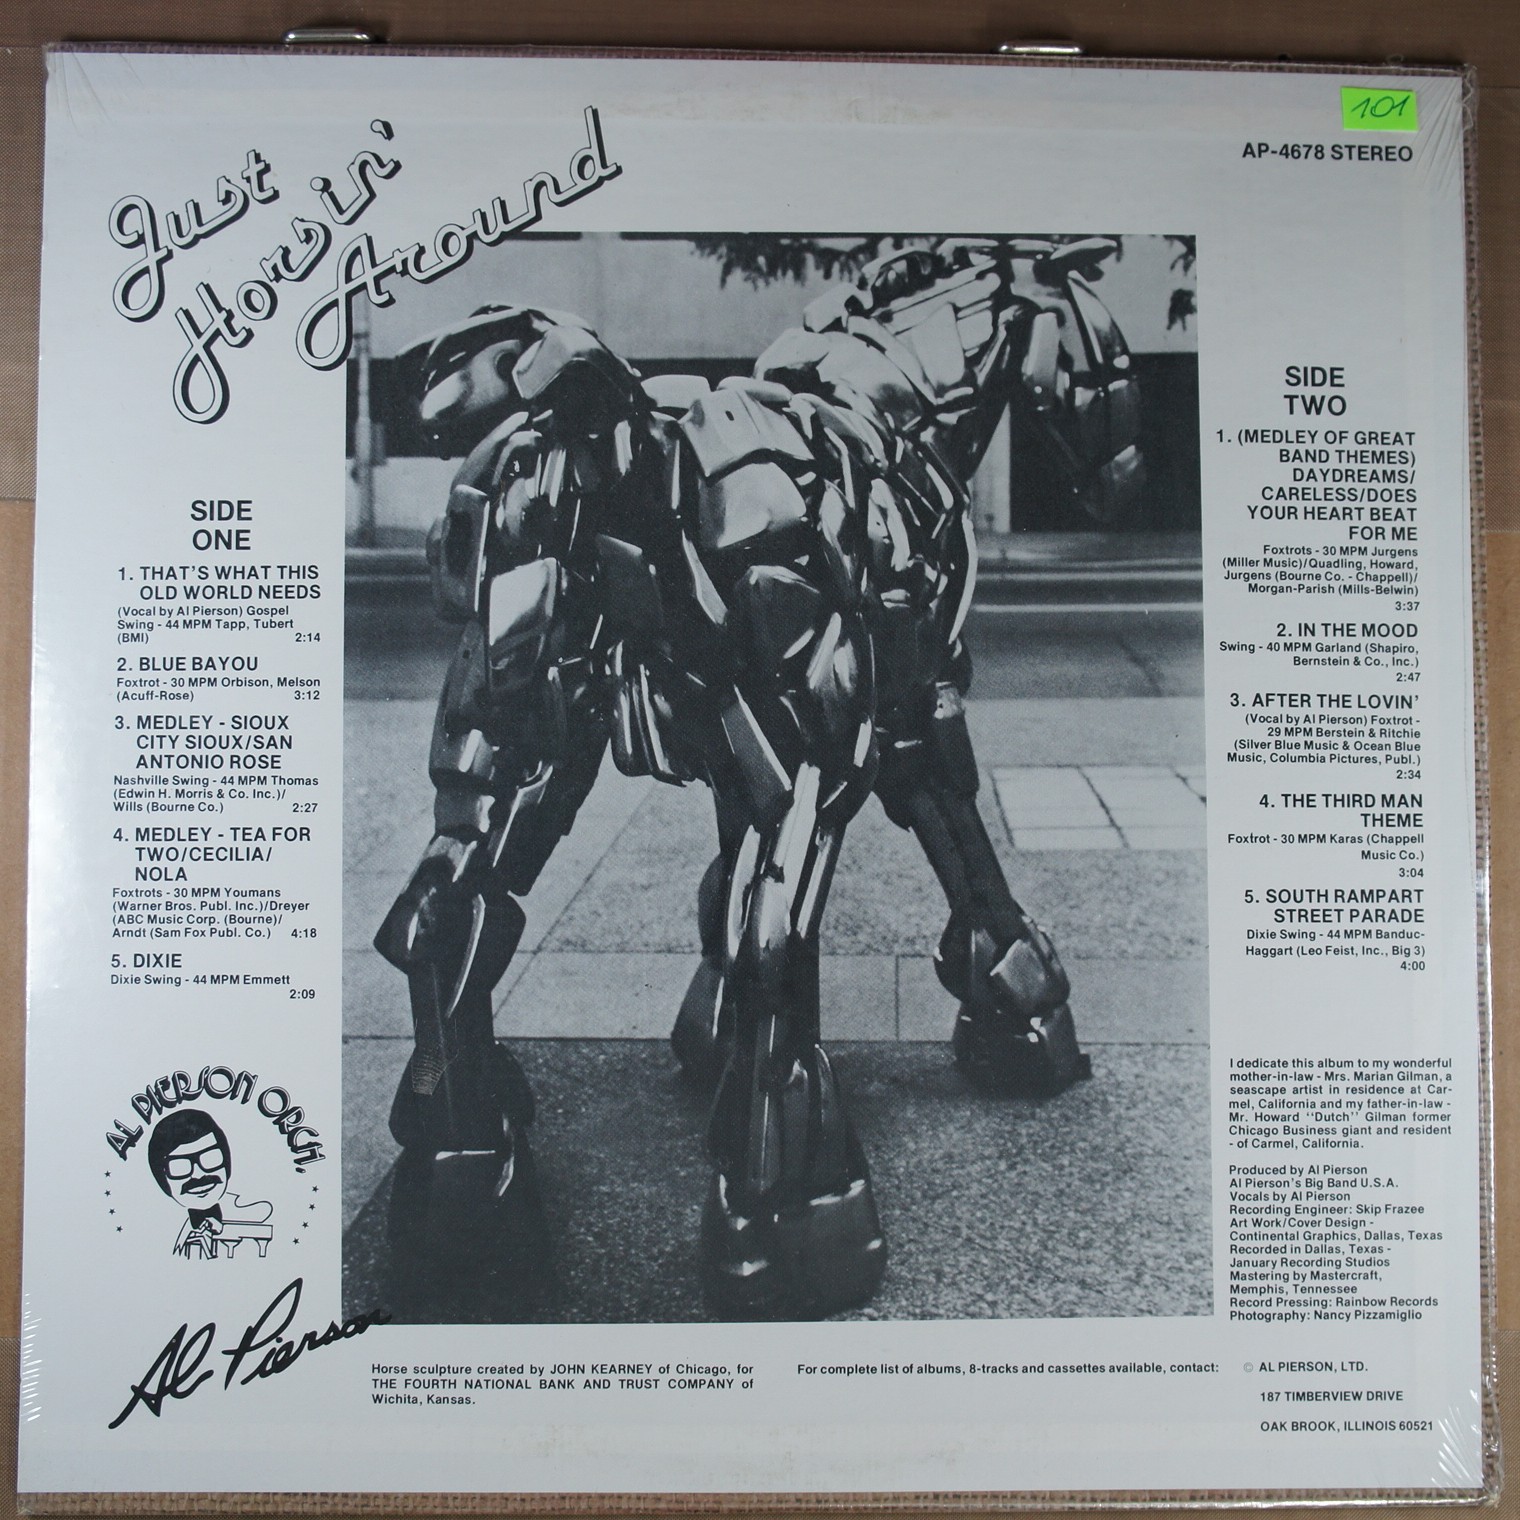 101
AP-4678 STEREO
Just
Horsin'
Around
SIDE
ONE
1. THAT'S WHAT THIS
OLD WORLD NEEDS
(Vocal by Al Pierson) Gospel
Swing - 44 MPM Tapp, Tubert
(BMI) 2:14
2. BLUE BAYOU
Foxtrot - 30 MPM Orbison, Melson
(Acuff-Rose) 3:12
3. MEDLEY - SIOUX
CITY SIOUX/SAN
ANTONIO ROSE
Nashville Swing - 44 MPM Thomas
(Edwin H. Morris & Co. Inc.)/
Wills (Bourne Co.) 2:27
4. MEDLEY - TEA FOR
TWO/CECILIA/
NOLA
Foxtrots - 30 MPM Youmans
(Warner Bros. Publ. Inc.)/Dreyer
(ABC Music Corp. (Bourne)/
Arndt (Sam Fox Publ. Co.) 4:18
5. DIXIE
Dixie Swing - 44 MPM Emmett
2:09
AL PIERSON ORCH.
Al Pierson
SIDE
TWO
1. (MEDLEY OF GREAT
BAND THEMES)
DAYDREAMS/
CARELESS/DOES
YOUR HEART BEAT
FOR ME
Foxtrots - 30 MPM Jurgens
(Miller Music)/Quadling, Howard,
Jurgens (Bourne Co. - Chappell)/
Morgan-Parish (Mills-Belwin)
3:37
2. IN THE MOOD
Swing - 40 MPM Garland (Shapiro,
Bernstein & Co., Inc.)
2:47
3. AFTER THE LOVIN'
(Vocal by Al Pierson) Foxtrot -
29 MPM Berstein & Ritchie
(Silver Blue Music & Ocean Blue
Music, Columbia Pictures, Publ.)
2:34
4. THE THIRD MAN
THEME
Foxtrot - 30 MPM Karas (Chappell
Music Co.)
3:04
5. SOUTH RAMPART
STREET PARADE
Dixie Swing - 44 MPM Banduc-
Haggart (Leo Feist, Inc., Big 3)
4:00
I dedicate this album to my wonderful
mother-in-law - Mrs. Marian Gilman, a
seascape artist in residence at Car-
mel, California and my father-in-law -
Mr. Howard ''Dutch'' Gilman former
Chicago Business giant and resident
- of Carmel, California.
Produced by Al Pierson
Al Pierson's Big Band U.S.A.
Vocals by Al Pierson
Recording Engineer: Skip Frazee
Art Work/Cover Design -
Continental Graphics, Dallas, Texas
Recorded in Dallas, Texas -
January Recording Studios
Mastering by Mastercraft,
Memphis, Tennessee
Record Pressing: Rainbow Records
Photography: Nancy Pizzamiglio
Horse sculpture created by JOHN KEARNEY of Chicago, for
THE FOURTH NATIONAL BANK AND TRUST COMPANY of
Wichita, Kansas.
For complete list of albums, 8-tracks and cassettes available, contact:
© AL PIERSON, LTD.
187 TIMBERVIEW DRIVE
OAK BROOK, ILLINOIS 60521